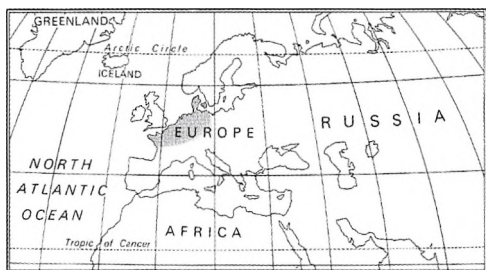 GREENLAND
Arctic Circle
ICELAND
EUROPE
RUSSIA
NORTH
ATLANTIC
OCEAN
AFRICA
Tropic of Cancer